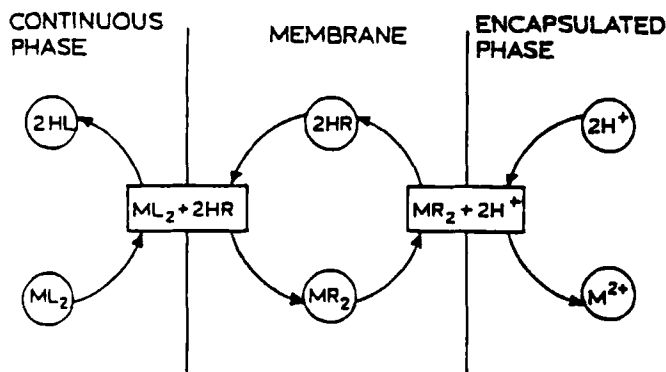 CONTINUOUS
PHASE
MEMBRANE
ENCAPSULATED
PHASE
2HL
2HR
2H⁺
ML₂ + 2HR
MR₂ + 2H⁺
ML₂
MR₂
M²⁺